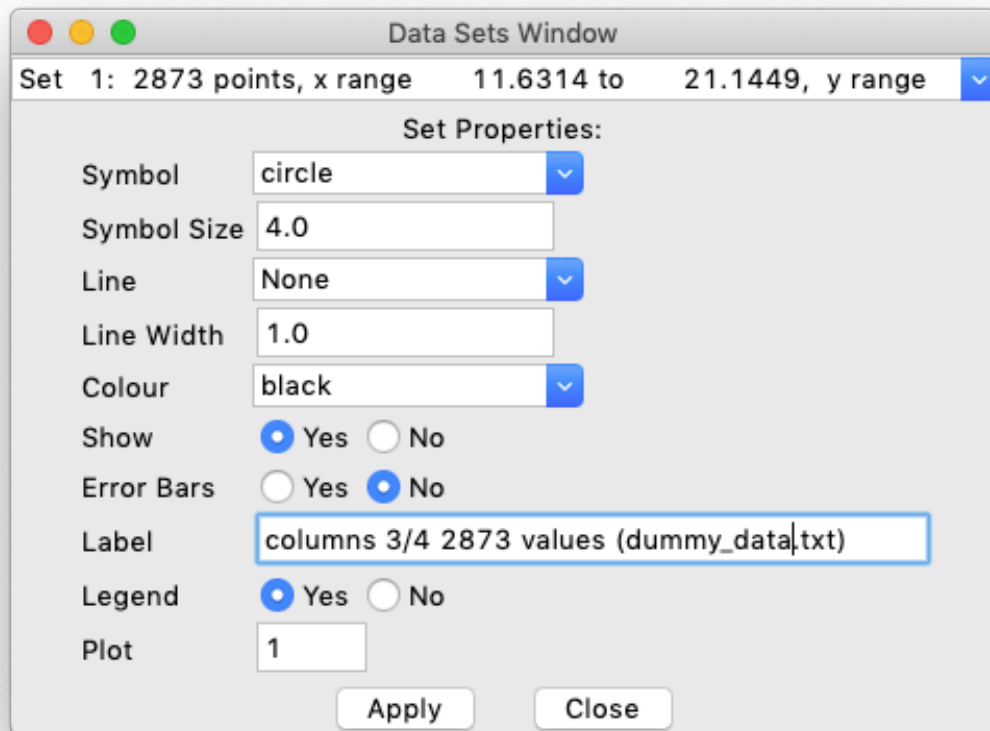 Data Sets Window
Set 1: 2873 points, x range 11.6314 to 21.1449, y range
Set Properties:
Symbol circle
Symbol Size 4.0
Line None
Line Width 1.0
Colour black
Show Yes No
Error Bars Yes No
Label columns 3/4 2873 values (dummy_data.txt)
Legend Yes No
Plot 1
Apply Close